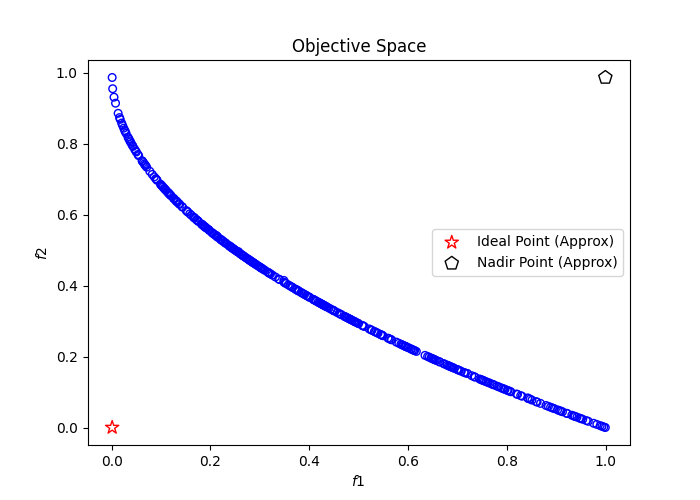 Objective Space
1.0
0.8
0.6
0.4
0.2
0.0
f2
Ideal Point (Approx)
Nadir Point (Approx)
0.0 0.2 0.4 0.6 0.8 1.0
f1